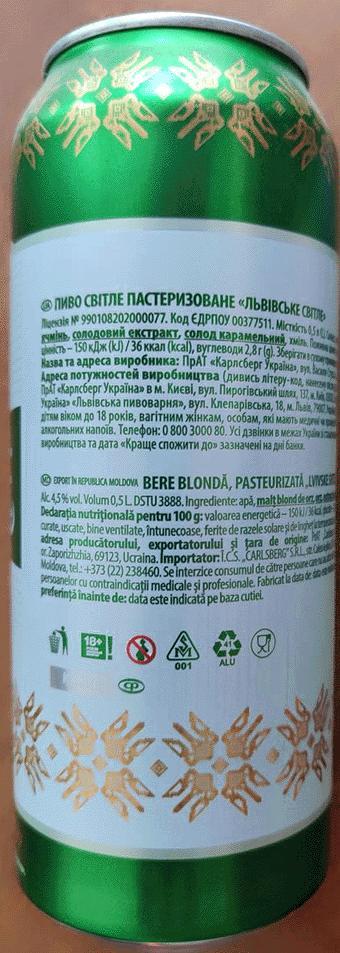 ПИВО СВІТЛЕ ПАСТЕРИЗОВАНЕ «ЛЬВІВСЬКЕ СВІТЛЕ»
Ліцензія № 990108202000077. Код ЄДРПОУ 00377511. Місткість 0,5 л
ячмінь, солодовий екстракт, солод карамельний, хміль.
цінність – 150 кДж (kJ) / 36 ккал (kcal), вуглеводи 2,8 г (g). Зберігати в
Назва та адреса виробника: ПрАТ «Карлсберг Україна», вул. Василя
Адреса потужностей виробництва (дивись літеру-код,
ПрАТ «Карлсберг Україна» в м. Києві, вул. Пирогівський шлях, 137, м. Київ,
Україна» «Львівська пивоварня», вул. Клепарівська, 18, м. Львів, 79007,
дітям віком до 18 років, вагітним жінкам, особам, які мають медичні
алкогольних напоїв. Телефон: 0 800 3000 80. Усі дзвінки в межах України
виробництва та дата «Краще спожити до» зазначені на дні банки.
EXPORT ÎN REPUBLICA MOLDOVA BERE BLONDĂ, PASTEURIZATĂ,
Alc 4,5% vol. Volum 0,5 L. DSTU 3888. Ingrediente: apă, malț blond de orz,
Declarația nutrițională pentru 100 g: valoarea energetică – 150 kJ / 36 kcal,
curate, uscate, bine ventilate, întunecoase, ferite de razele solare și de îngheț la
adresa producătorului, exportatorului și țara de origine: PrAT
or. Zaporizhzhia, 69123, Ucraina. Importator: Î.C.S. „CARLSBERG" S.R.L.,
Moldova, tel.: +373 (22) 238460. Se interzice consumul de către persoane
persoanelor cu contraindicații medicale și profesionale. Fabricat la data de:
preferință înainte de: data este indicată pe baza cutiei.
18+
001
41
ALU